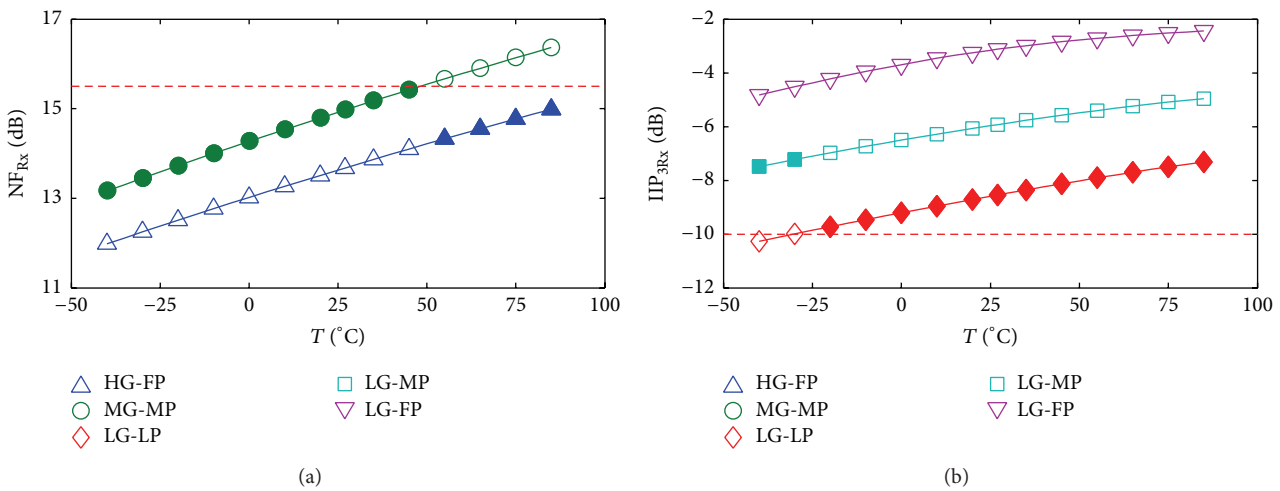 17
15
13
11
NF_Rx (dB)
−50
−25
0
25
50
75
100
T (°C)
HG-FP
MG-MP
LG-LP
LG-MP
LG-FP
(a)
−2
−4
−6
−8
−10
−12
IIP_3Rx (dB)
−50
−25
0
25
50
75
100
T (°C)
HG-FP
MG-MP
LG-LP
LG-MP
LG-FP
(b)